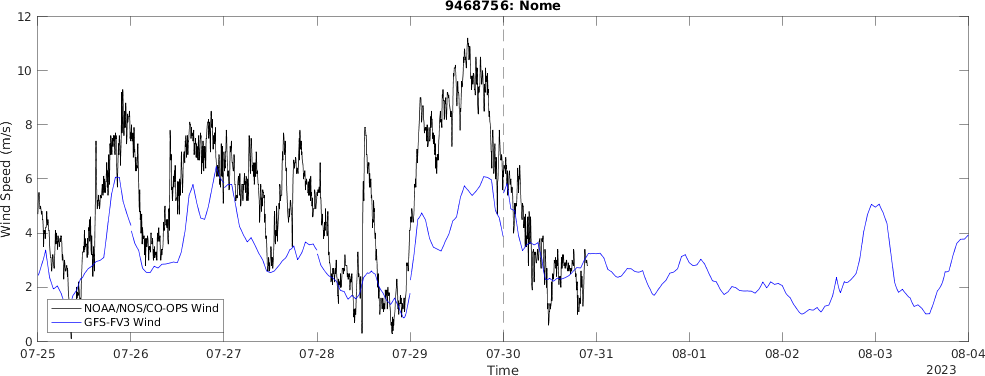 9468756: Nome
12
10
8
6
4
2
0
Wind Speed (m/s)
NOAA/NOS/CO-OPS Wind
GFS-FV3 Wind
07-25 07-26 07-27 07-28 07-29 07-30 07-31 08-01 08-02 08-03 08-04
Time
2023